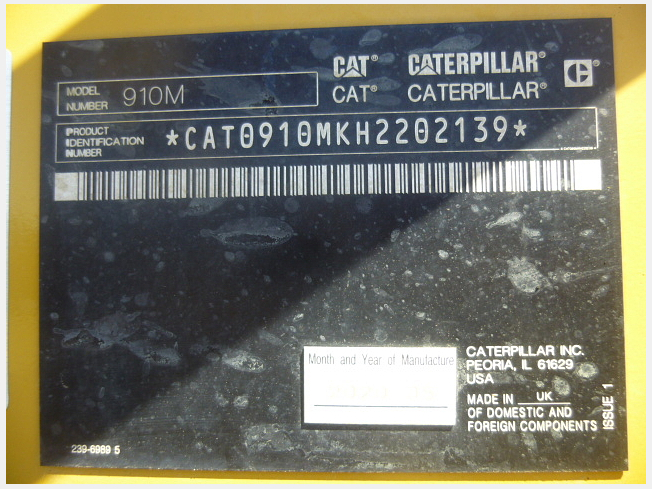 CAT® CATERPILLAR®
CAT® CATERPILLAR®
MODEL NUMBER 910M
PRODUCT IDENTIFICATION NUMBER *CAT0910MKH2202139*
Month and Year of Manufacture
CATERPILLAR INC.
PEORIA, IL 61629
USA
MADE IN UK
OF DOMESTIC AND
FOREIGN COMPONENTS
ISSUE 1
239-6989 5